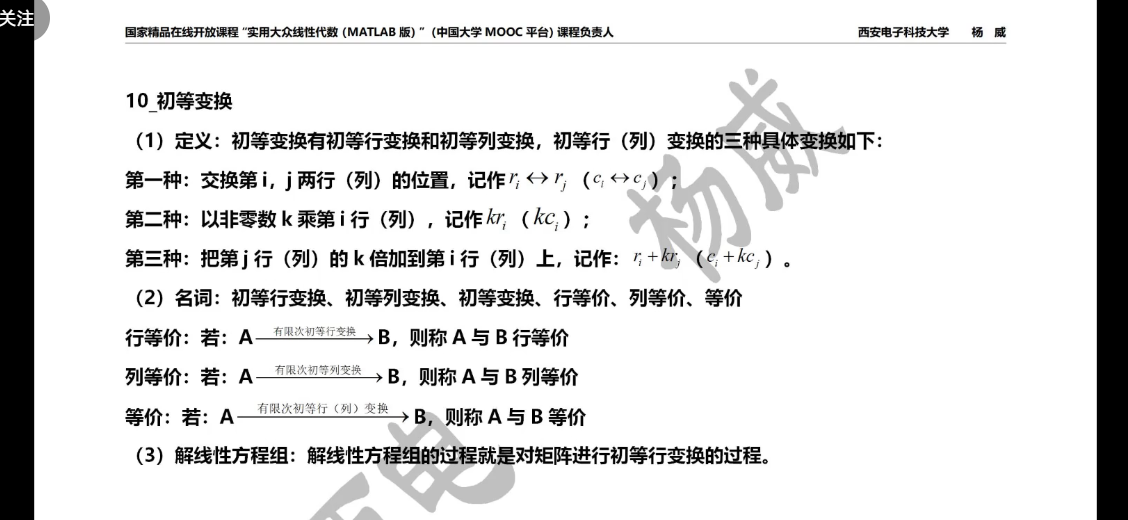 关注
国家精品在线开放课程“实用大众线性代数（MATLAB 版）”（中国大学 MOOC 平台）课程负责人 西安电子科技大学 杨 威
10_初等变换
（1）定义：初等变换有初等行变换和初等列变换，初等行（列）变换的三种具体变换如下：
第一种：交换第 i，j 两行（列）的位置，记作 r_i ↔ r_j （c_i ↔ c_j）；
第二种：以非零数 k 乘第 i 行（列），记作 kr_i （kc_i）；
第三种：把第 j 行（列）的 k 倍加到第 i 行（列）上，记作： r_i + kr_j （c_i + kc_j）。
（2）名词：初等行变换、初等列变换、初等变换、行等价、列等价、等价
行等价：若：A 有限次初等行变换→ B，则称 A 与 B 行等价
列等价：若：A 有限次初等列变换→ B，则称 A 与 B 列等价
等价：若：A 有限次初等行（列）变换→ B，则称 A 与 B 等价
（3）解线性方程组：解线性方程组的过程就是对矩阵进行初等行变换的过程。
杨威
西电